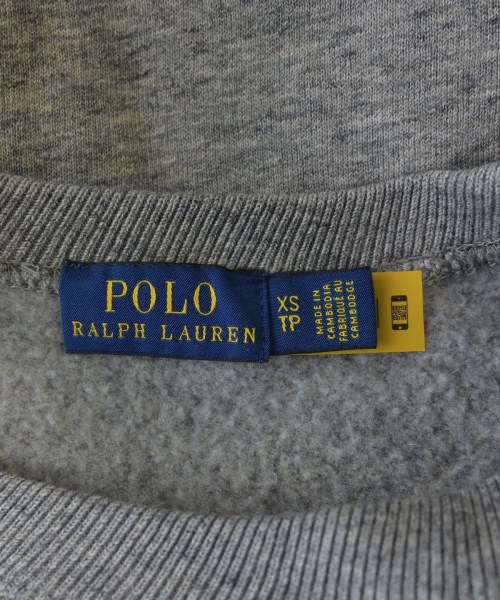 POLO
RALPH LAUREN
XS
TP
MADE IN
CAMBODIA
FABRIQUÉ AU
CAMBODGE